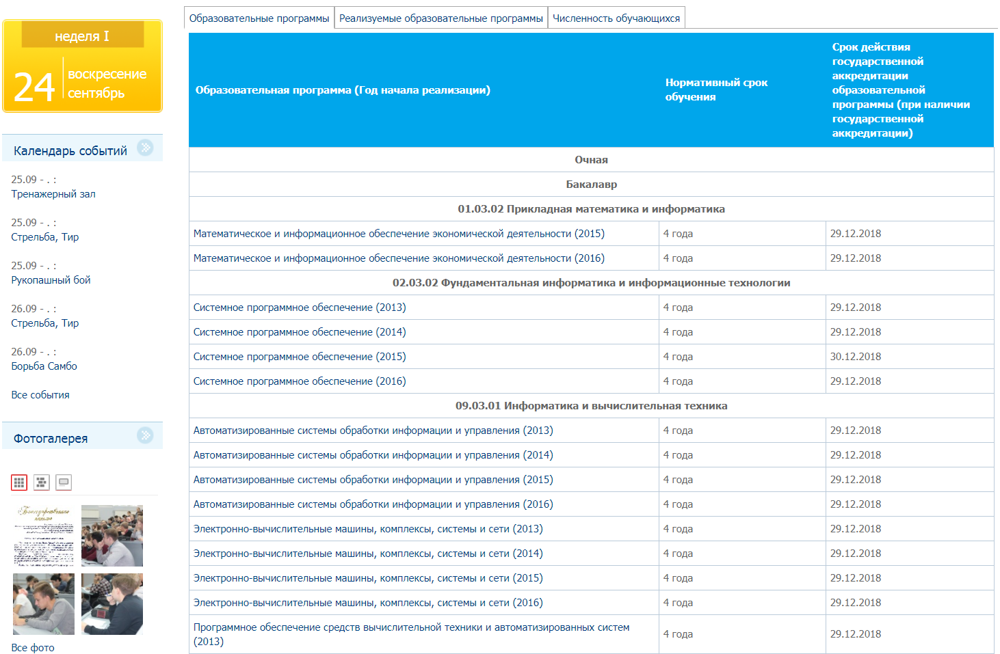 неделя I
24
воскресение
сентябрь
Календарь событий
25.09 - . :
Тренажерный зал
25.09 - . :
Стрельба, Тир
25.09 - . :
Рукопашный бой
26.09 - . :
Стрельба, Тир
26.09 - . :
Борьба Самбо
Все события
Фотогалерея
Благодарственное
письмо
Все фото
Образовательные программы
Реализуемые образовательные программы
Численность обучающихся
Образовательная программа (Год начала реализации)
Нормативный срок
обучения
Срок действия
государственной
аккредитации
образовательной
программы (при наличии
государственной
аккредитации)
Очная
Бакалавр
01.03.02 Прикладная математика и информатика
Математическое и информационное обеспечение экономической деятельности (2015) 4 года 29.12.2018
Математическое и информационное обеспечение экономической деятельности (2016) 4 года 29.12.2018
02.03.02 Фундаментальная информатика и информационные технологии
Системное программное обеспечение (2013) 4 года 29.12.2018
Системное программное обеспечение (2014) 4 года 29.12.2018
Системное программное обеспечение (2015) 4 года 30.12.2018
Системное программное обеспечение (2016) 4 года 29.12.2018
09.03.01 Информатика и вычислительная техника
Автоматизированные системы обработки информации и управления (2013) 4 года 29.12.2018
Автоматизированные системы обработки информации и управления (2014) 4 года 29.12.2018
Автоматизированные системы обработки информации и управления (2015) 4 года 29.12.2018
Автоматизированные системы обработки информации и управления (2016) 4 года 29.12.2018
Электронно-вычислительные машины, комплексы, системы и сети (2013) 4 года 29.12.2018
Электронно-вычислительные машины, комплексы, системы и сети (2014) 4 года 29.12.2018
Электронно-вычислительные машины, комплексы, системы и сети (2015) 4 года 29.12.2018
Электронно-вычислительные машины, комплексы, системы и сети (2016) 4 года 29.12.2018
Программное обеспечение средств вычислительной техники и автоматизированных систем
(2013) 4 года 29.12.2018